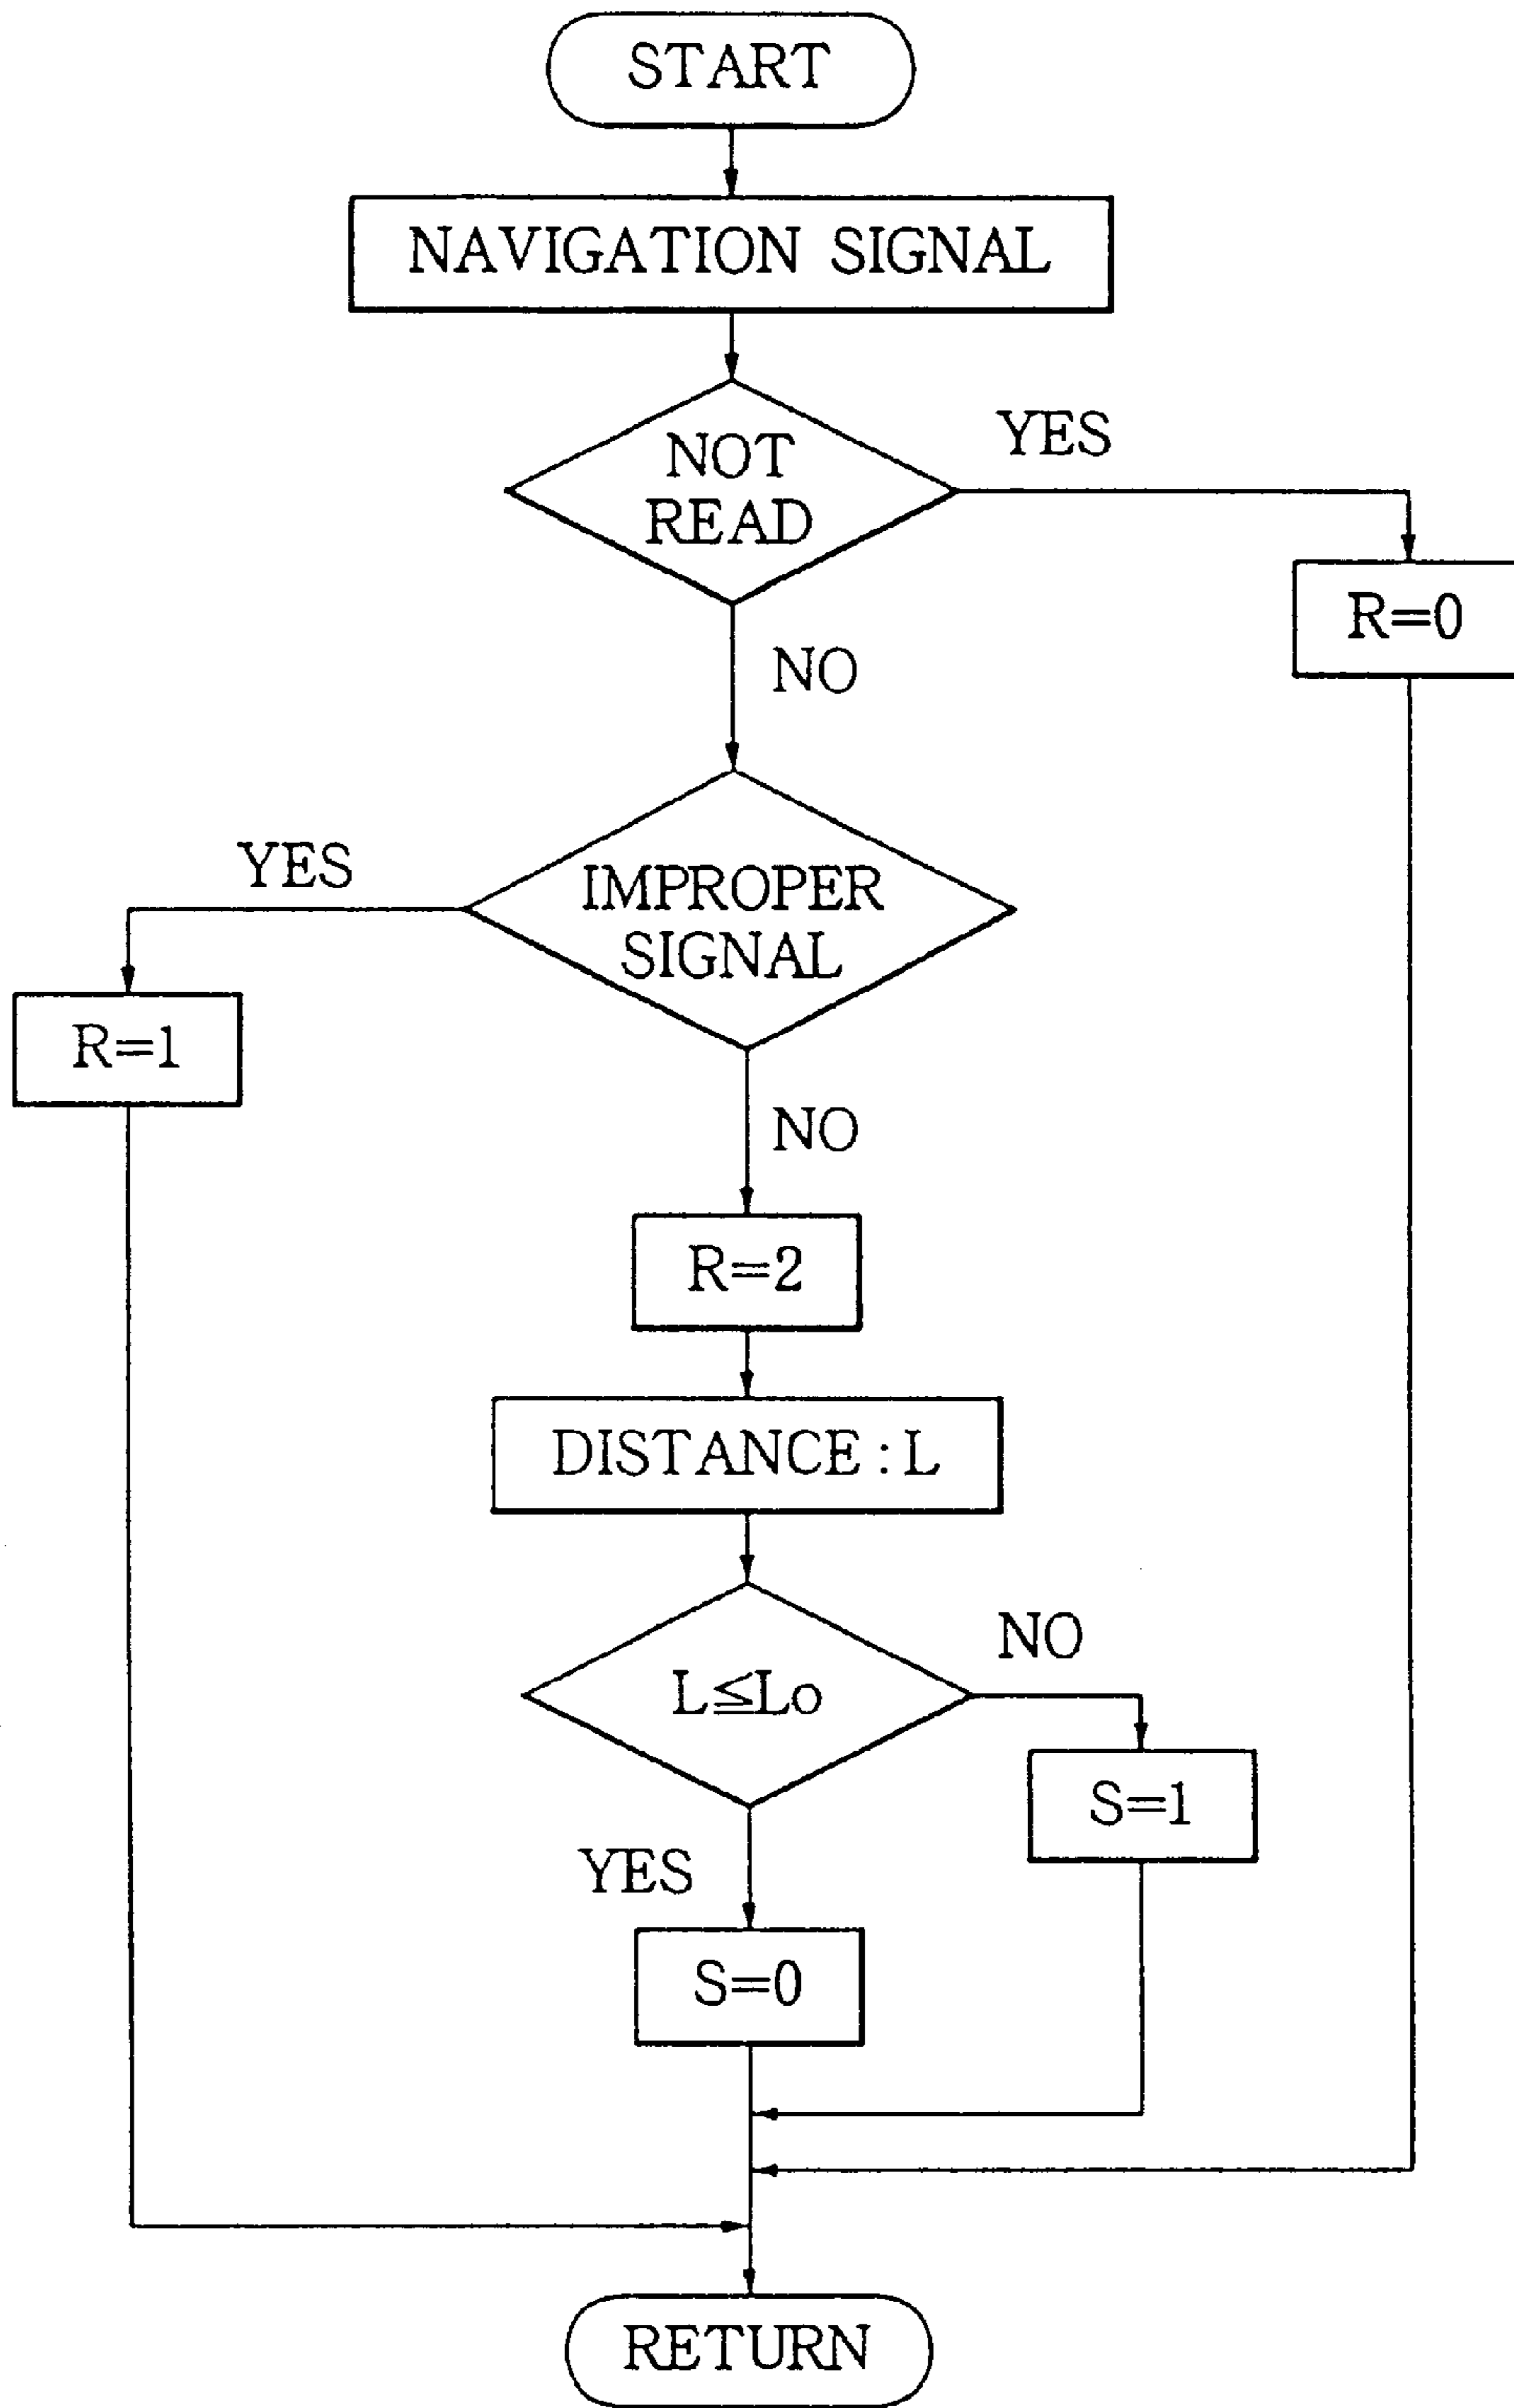 START
NAVIGATION SIGNAL
NOT
READ
YES
R=0
NO
IMPROPER
SIGNAL
YES
R=1
NO
R=2
DISTANCE : L
L≦Lo
NO
S=1
YES
S=0
RETURN